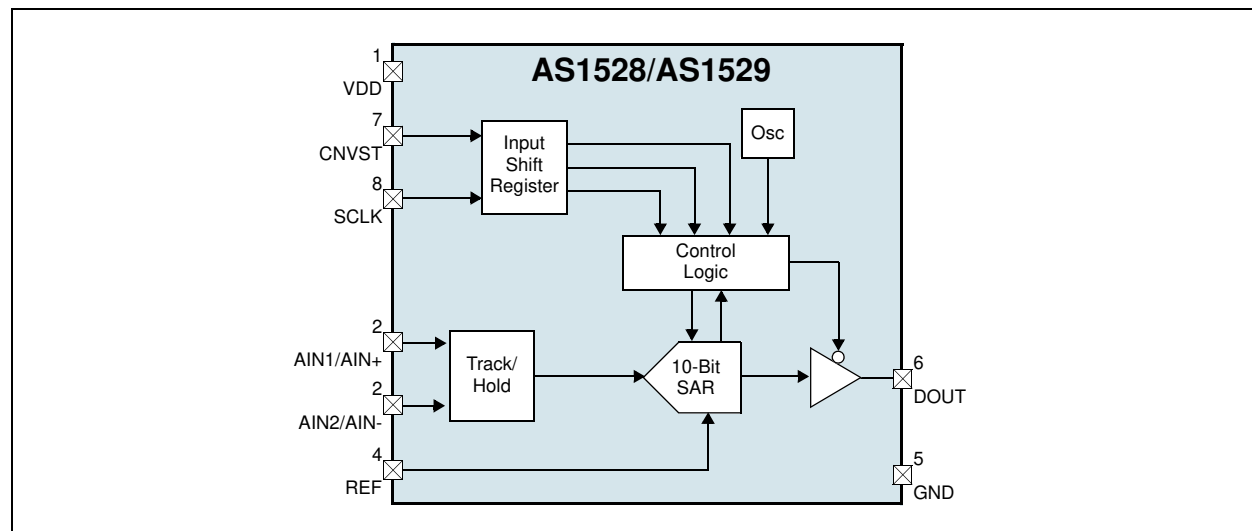 AS1528/AS1529
1
VDD
7
CNVST
8
SCLK
Input
Shift
Register
Osc
Control
Logic
2
AIN1/AIN+
2
AIN2/AIN-
4
REF
Track/
Hold
10-Bit
SAR
6
DOUT
5
GND